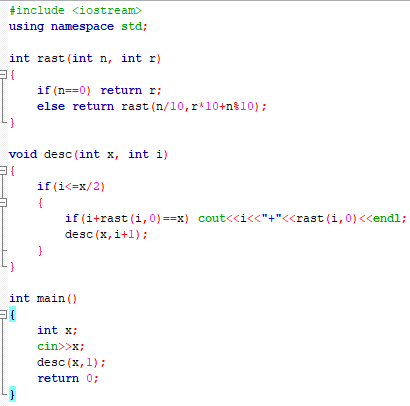 #include <iostream>
using namespace std;

int rast(int n, int r)
{
    if(n==0) return r;
    else return rast(n/10,r*10+n%10);
}

void desc(int x, int i)
{
    if(i<=x/2)
    {
        if(i+rast(i,0)==x) cout<<i<<"+"<<rast(i,0)<<endl;
        desc(x,i+1);
    }
}

int main()
{
    int x;
    cin>>x;
    desc(x,1);
    return 0;
}